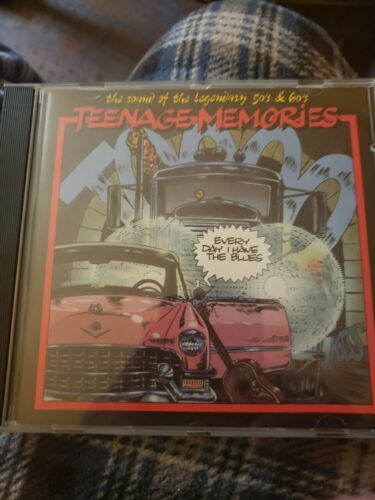 the sound of the legendary 50's & 60's
TEENAGE MEMORIES
EVERY
DAY I HAVE
THE BLUES